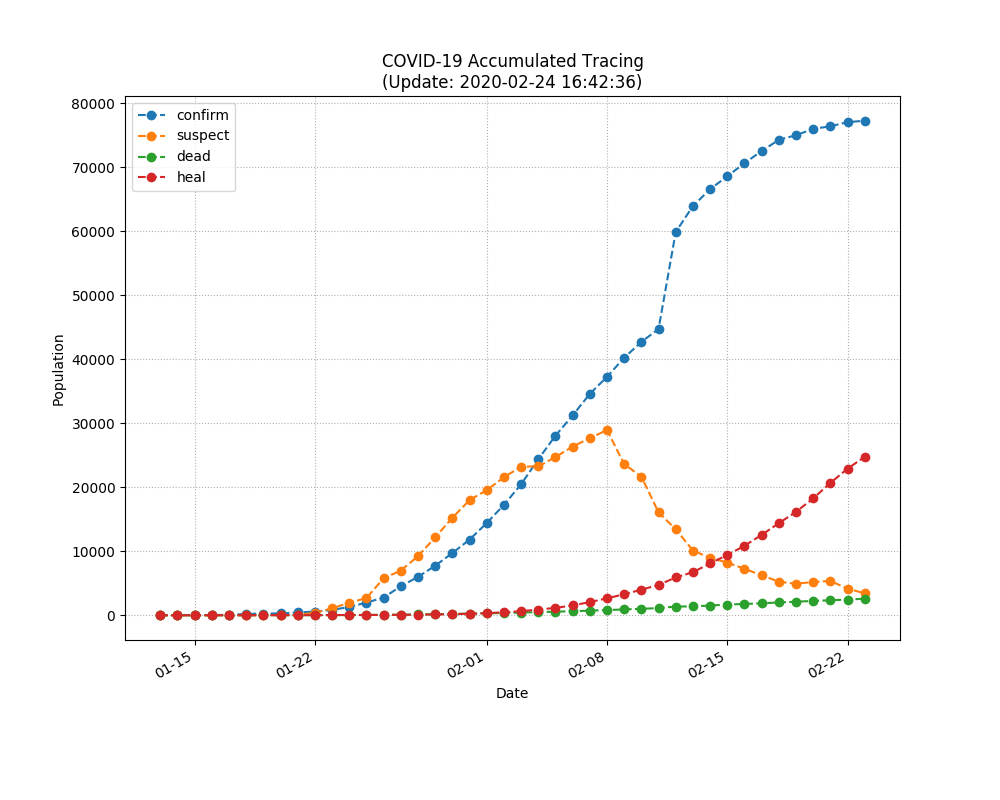 COVID-19 Accumulated Tracing
(Update: 2020-02-24 16:42:36)
confirm
suspect
dead
heal
80000
70000
60000
50000
40000
30000
20000
10000
0
Population
01-15
01-22
02-01
02-08
02-15
02-22
Date